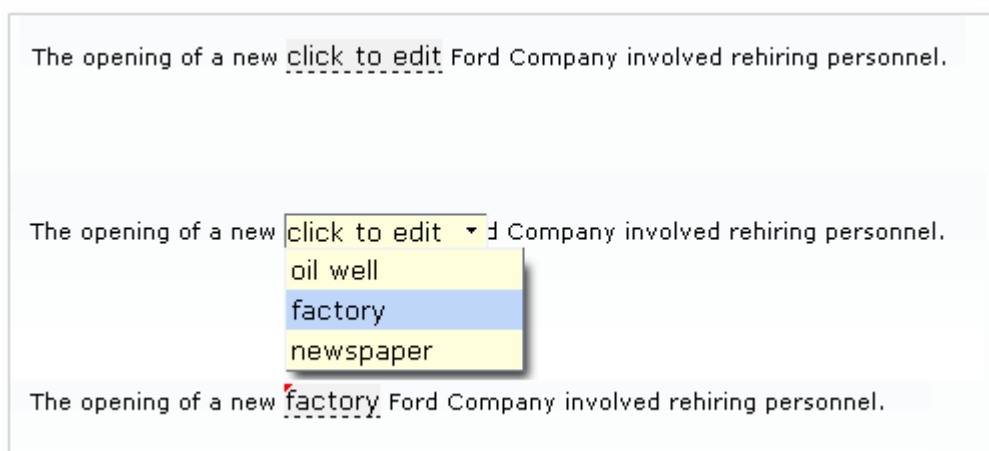 The opening of a new click to edit Ford Company involved rehiring personnel.
The opening of a new click to edit d Company involved rehiring personnel.
oil well
factory
newspaper
The opening of a new factory Ford Company involved rehiring personnel.